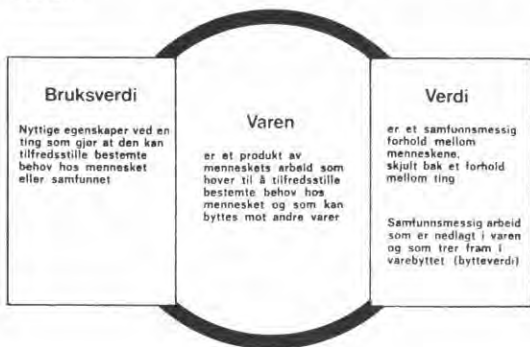 Bruksverdi
Nyttige egenskaper ved en
ting som gjør at den kan
tilfredsstille bestemte
behov hos mennesket
eller samfunnet
Varen
er et produkt av
menneskets arbeid som
høver til å tilfredsstille
bestemte behov hos
mennesket og som kan
byttes mot andre varer
Verdi
er et samfunnsmessig
forhold mellom
menneskene,
skjult bak et forhold
mellom ting
Samfunnsmessig arbeid
som er nedlagt i varen
og som trer fram i
varebyttet (bytteverdi)